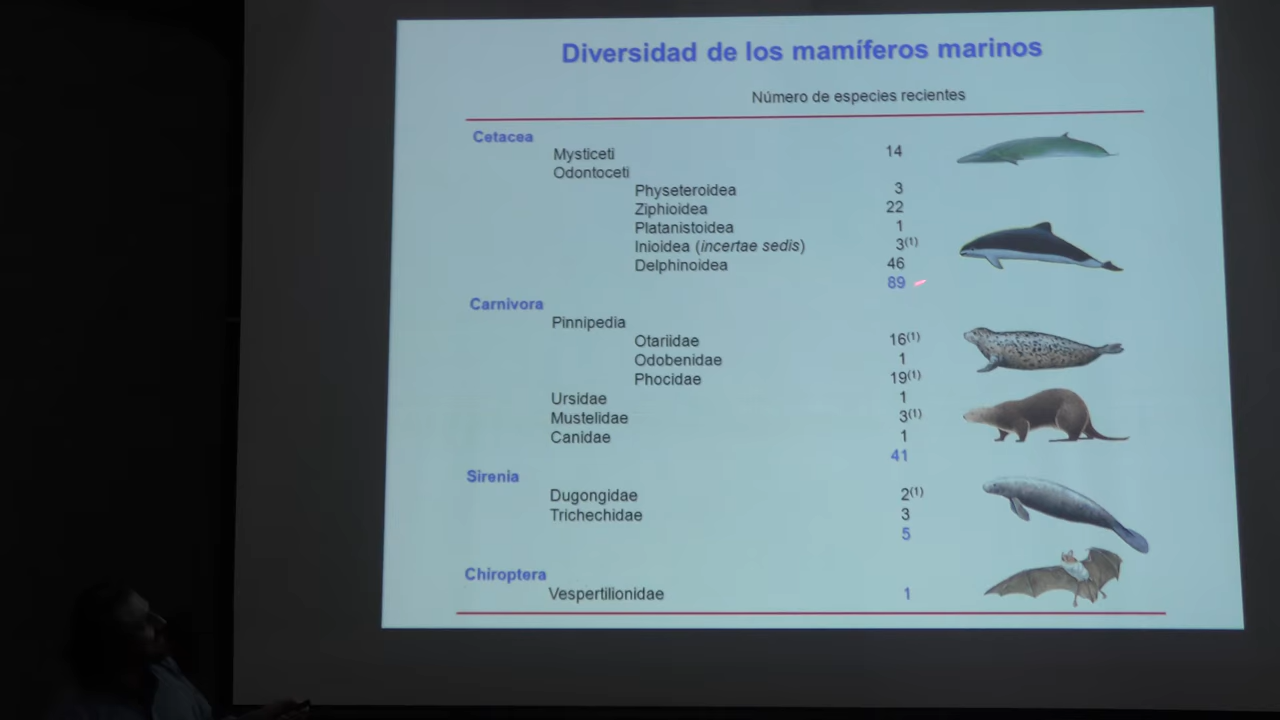 Diversidad de los mamíferos marinos
Número de especies recientes
Cetacea
Mysticeti 14
Odontoceti
Physeteroidea 3
Ziphioidea 22
Platanistoidea 1
Inioidea (incertae sedis) 3(1)
Delphinoidea 46
89
Carnivora
Pinnipedia
Otariidae 16(1)
Odobenidae 1
Phocidae 19(1)
Ursidae 1
Mustelidae 3(1)
Canidae 1
41
Sirenia
Dugongidae 2(1)
Trichechidae 3
5
Chiroptera
Vespertilionidae 1